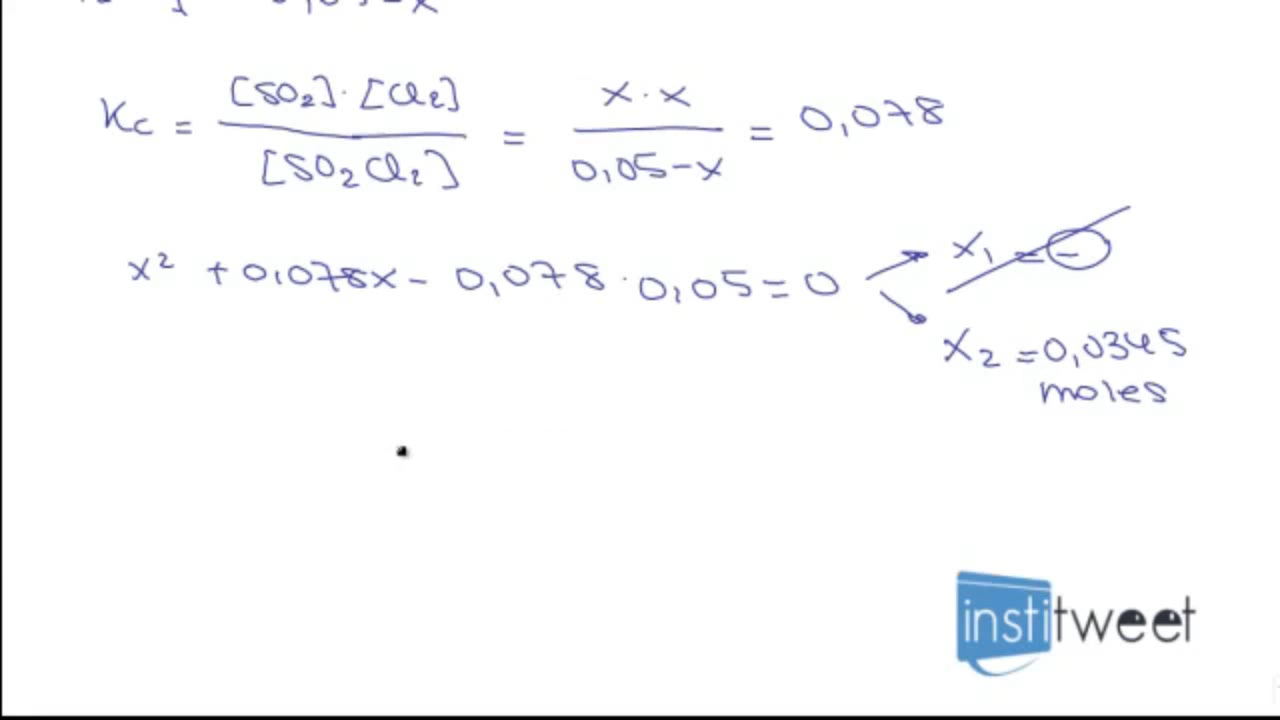 Kc = [SO₂]·[Cl₂] / [SO₂Cl₂] = x·x / 0,05-x = 0,078
x² + 0,078x - 0,078·0,05 = 0
x₁ = -
x₂ = 0,0345
moles
institweet